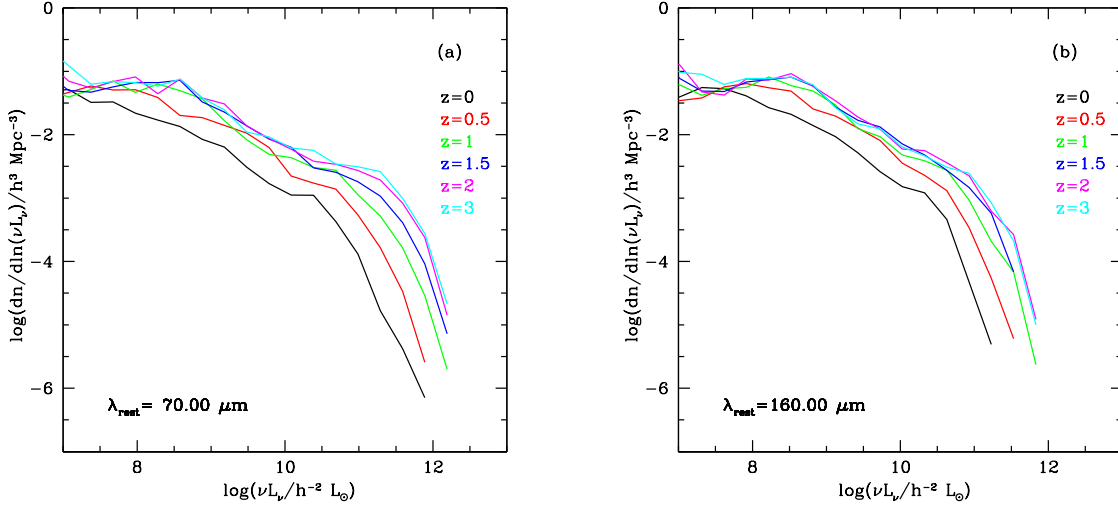 0
−2
−4
−6
log(dn/dln(νLν)/h³ Mpc⁻³)
8
10
12
log(νLν/h⁻² L⊙)
(a)
z=0
z=0.5
z=1
z=1.5
z=2
z=3
λrest= 70.00 μm
0
−2
−4
−6
log(dn/dln(νLν)/h³ Mpc⁻³)
8
10
12
log(νLν/h⁻² L⊙)
(b)
z=0
z=0.5
z=1
z=1.5
z=2
z=3
λrest=160.00 μm